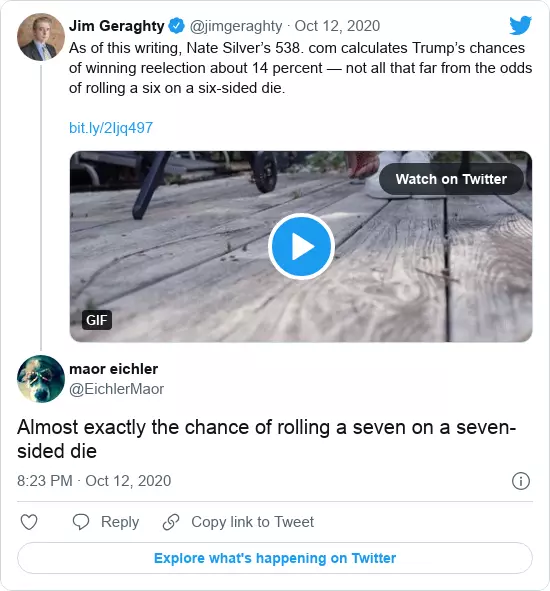 Jim Geraghty @jimgeraghty · Oct 12, 2020
As of this writing, Nate Silver’s 538. com calculates Trump’s chances
of winning reelection about 14 percent — not all that far from the odds
of rolling a six on a six-sided die.
bit.ly/2Ijq497
Watch on Twitter
GIF
maor eichler
@EichlerMaor
Almost exactly the chance of rolling a seven on a seven-
sided die
8:23 PM · Oct 12, 2020
Reply
Copy link to Tweet
Explore what's happening on Twitter